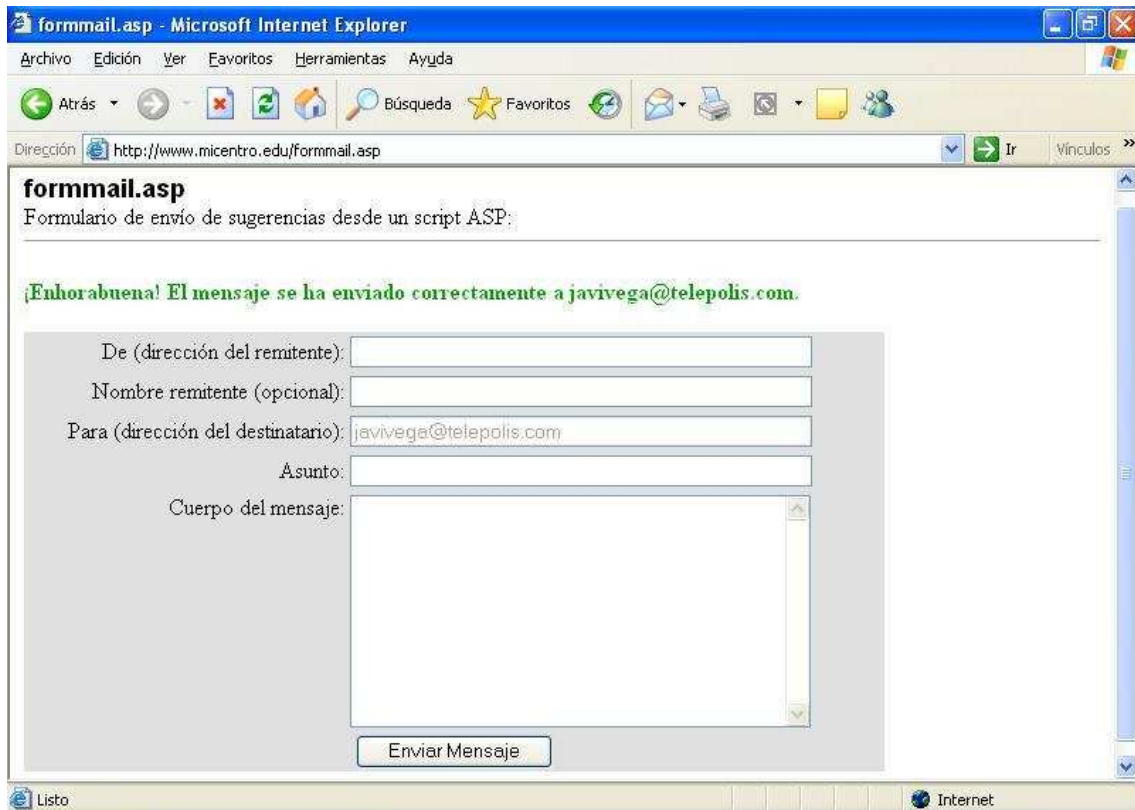 formmail.asp - Microsoft Internet Explorer
Archivo Edición Ver Favoritos Herramientas Ayuda
Atrás Búsqueda Favoritos
Dirección http://www.micentro.edu/formmail.asp Ir Vínculos »
formmail.asp
Formulario de envío de sugerencias desde un script ASP:
¡Enhorabuena! El mensaje se ha enviado correctamente a javivega@telepolis.com.
De (dirección del remitente):
Nombre remitente (opcional):
Para (dirección del destinatario): javivega@telepolis.com
Asunto:
Cuerpo del mensaje:
Enviar Mensaje
Listo Internet